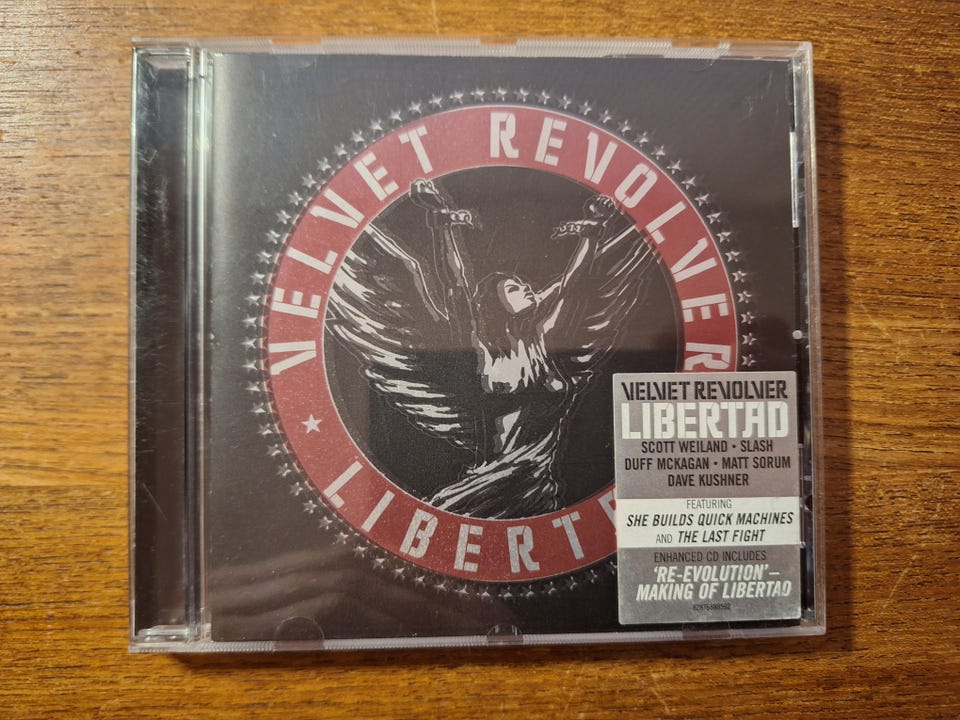 VELVET REVOLVER
LIBERT
VELVET REVOLVER
LIBERTAD
SCOTT WEILAND • SLASH
DUFF MCKAGAN • MATT SORUM
DAVE KUSHNER
FEATURING
SHE BUILDS QUICK MACHINES
AND THE LAST FIGHT
ENHANCED CD INCLUDES
'RE-EVOLUTION'–
MAKING OF LIBERTAD